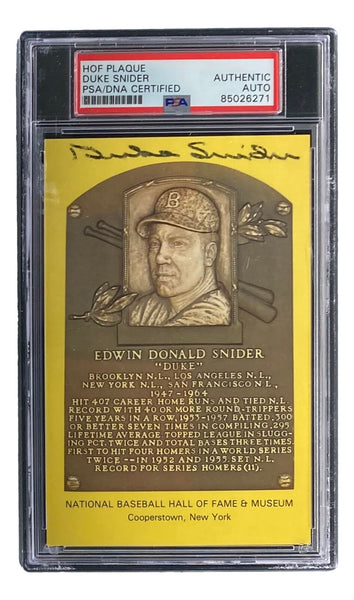 HOF PLAQUE
DUKE SNIDER AUTHENTIC
PSA/DNA CERTIFIED AUTO
PSA 85026271
Duke Snider
B
EDWIN DONALD SNIDER
"DUKE"
BROOKLYN N.L., LOS ANGELES N.L.,
NEW YORK N.L., SAN FRANCISCO N.L.,
1947-1964
HIT 407 CAREER HOME RUNS AND TIED N.L.
RECORD WITH 40 OR MORE ROUND-TRIPPERS
FIVE YEARS IN A ROW, 1953-1957. BATTED .300
OR BETTER SEVEN TIMES IN COMPILING .295
LIFETIME AVERAGE. TOPPED LEAGUE IN SLUGG-
ING PCT. TWICE AND TOTAL BASES THREE TIMES.
FIRST TO HIT FOUR HOMERS IN A WORLD SERIES
TWICE -- IN 1952 AND 1955. SET N.L.
RECORD FOR SERIES HOMERS (11).
NATIONAL BASEBALL HALL OF FAME & MUSEUM
Cooperstown, New York